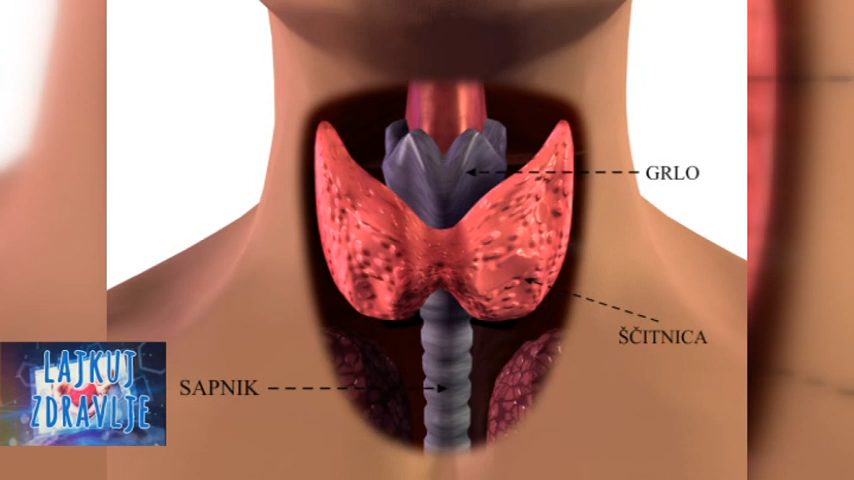 GRLO
ŠČITNICA
SAPNIK
LAJKUJ
ZDRAVLJE